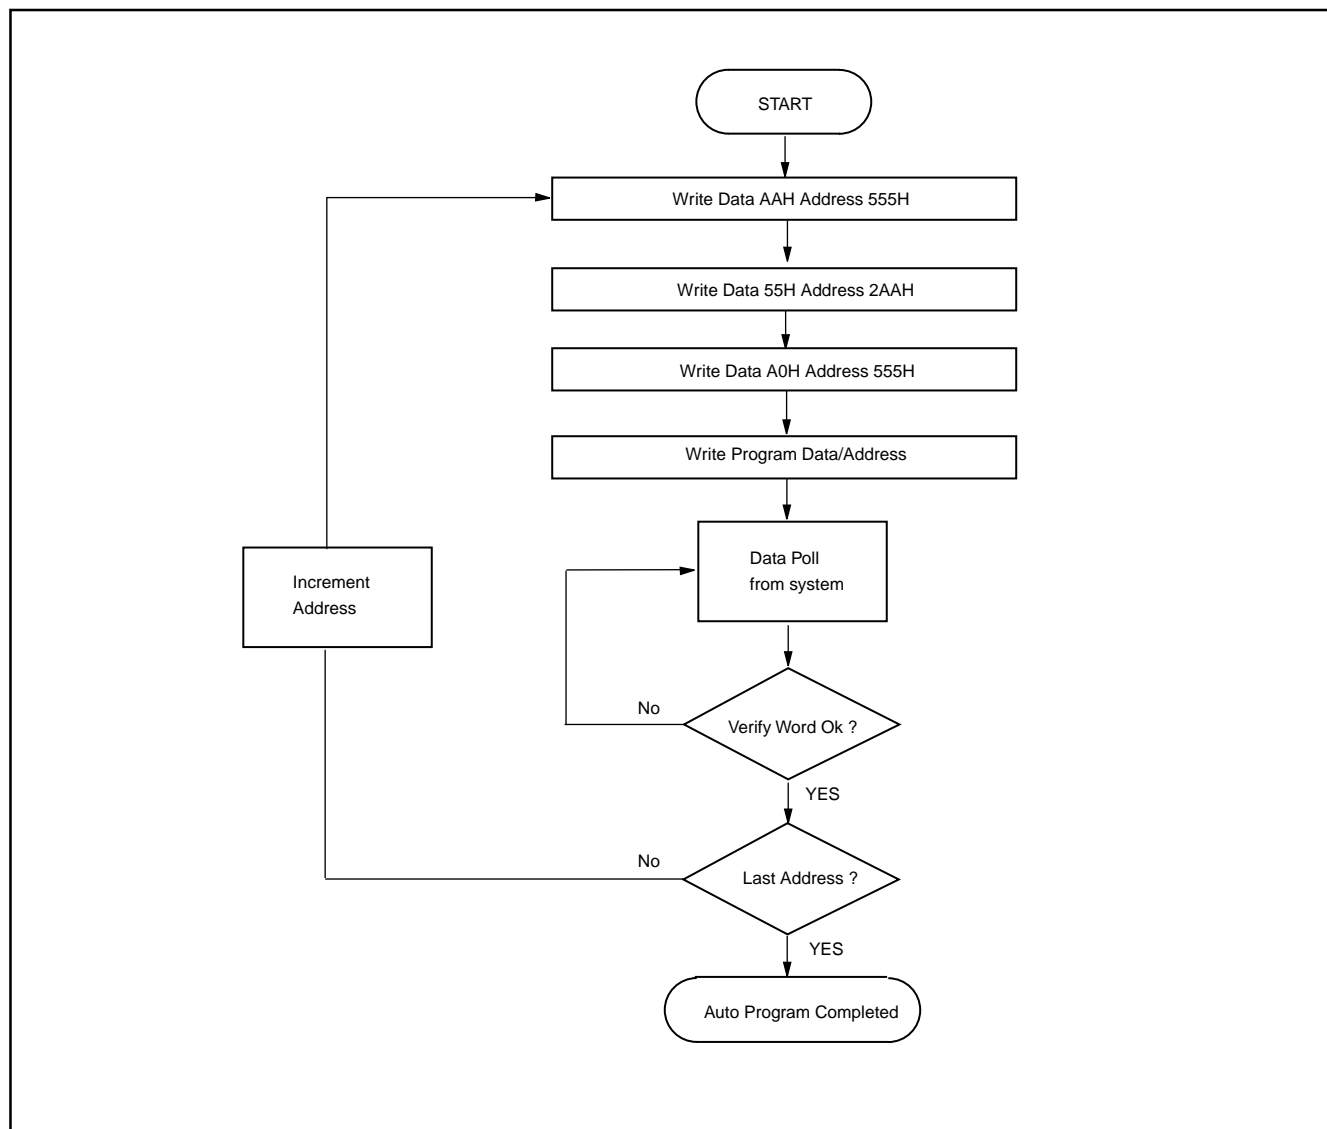 START
Write Data AAH Address 555H
Write Data 55H Address 2AAH
Write Data A0H Address 555H
Write Program Data/Address
Data Poll
from system
Increment
Address
No
Verify Word Ok ?
YES
No
Last Address ?
YES
Auto Program Completed